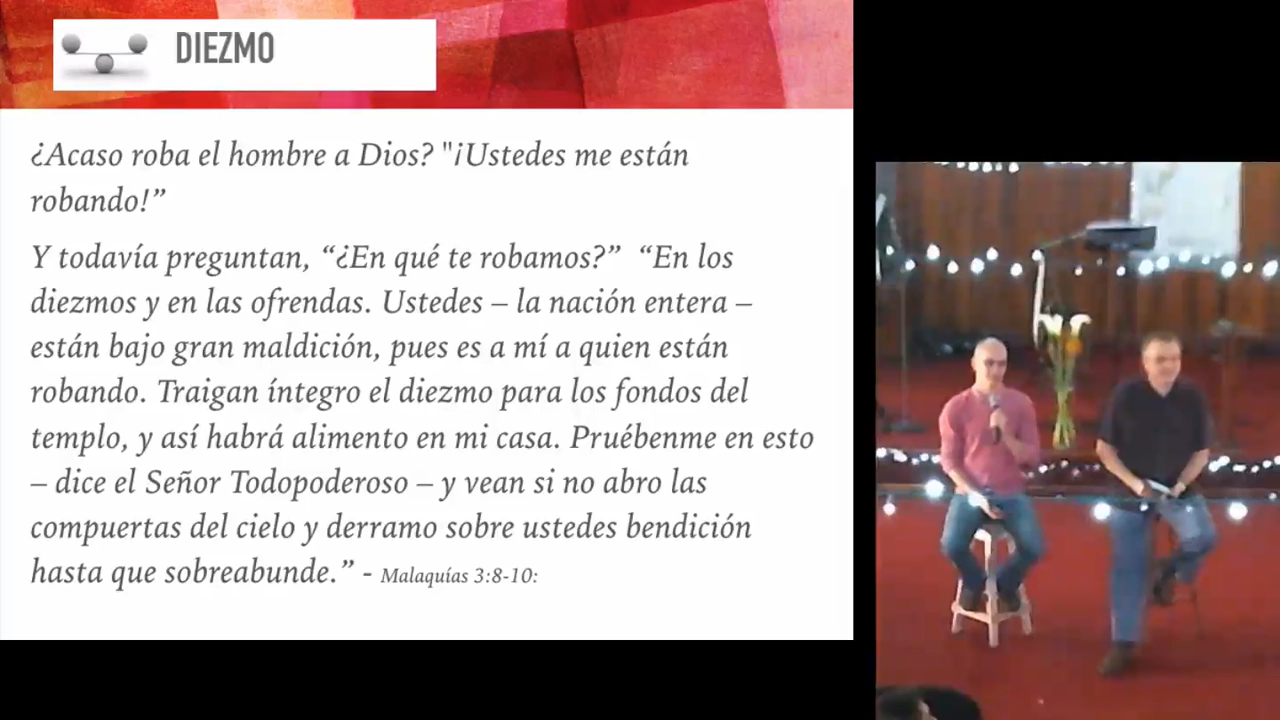 DIEZMO
¿Acaso roba el hombre a Dios? "¡Ustedes me están
robando!”
Y todavía preguntan, “¿En qué te robamos?” “En los
diezmos y en las ofrendas. Ustedes – la nación entera –
están bajo gran maldición, pues es a mí a quien están
robando. Traigan íntegro el diezmo para los fondos del
templo, y así habrá alimento en mi casa. Pruébenme en esto
– dice el Señor Todopoderoso – y vean si no abro las
compuertas del cielo y derramo sobre ustedes bendición
hasta que sobreabunde.” - Malaquías 3:8-10: